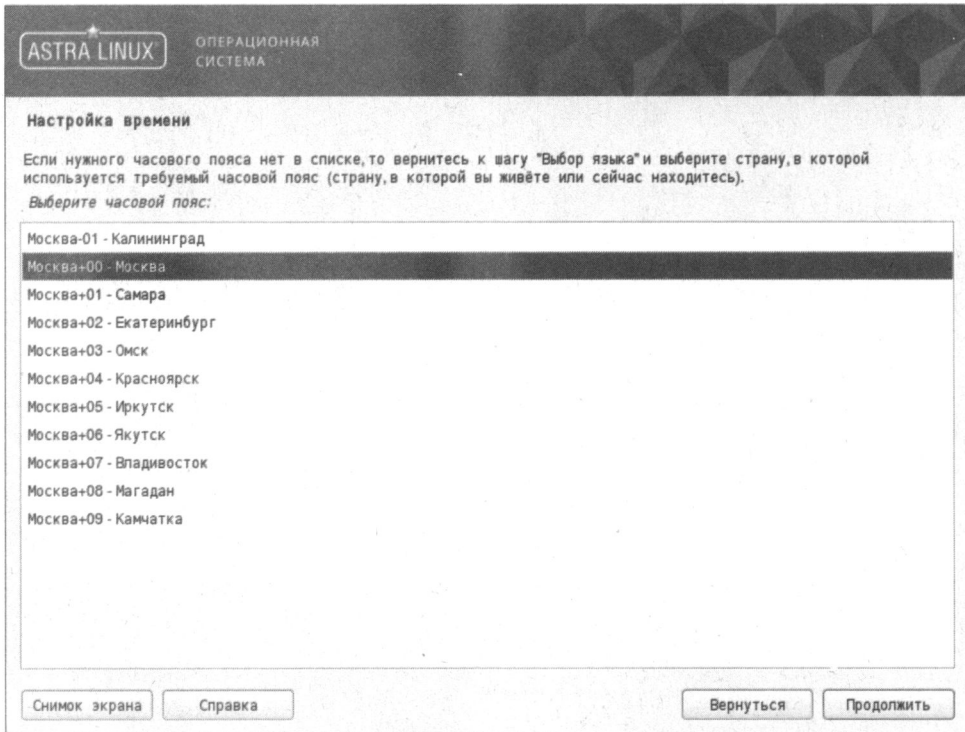 ASTRA LINUX
ОПЕРАЦИОННАЯ
СИСТЕМА
Настройка времени
Если нужного часового пояса нет в списке, то вернитесь к шагу "Выбор языка" и выберите страну, в которой
используется требуемый часовой пояс (страну, в которой вы живёте или сейчас находитесь).
Выберите часовой пояс:
Москва-01 - Калининград
Москва+00 - Москва
Москва+01 - Самара
Москва+02 - Екатеринбург
Москва+03 - Омск
Москва+04 - Красноярск
Москва+05 - Иркутск
Москва+06 - Якутск
Москва+07 - Владивосток
Москва+08 - Магадан
Москва+09 - Камчатка
Снимок экрана
Справка
Вернуться
Продолжить